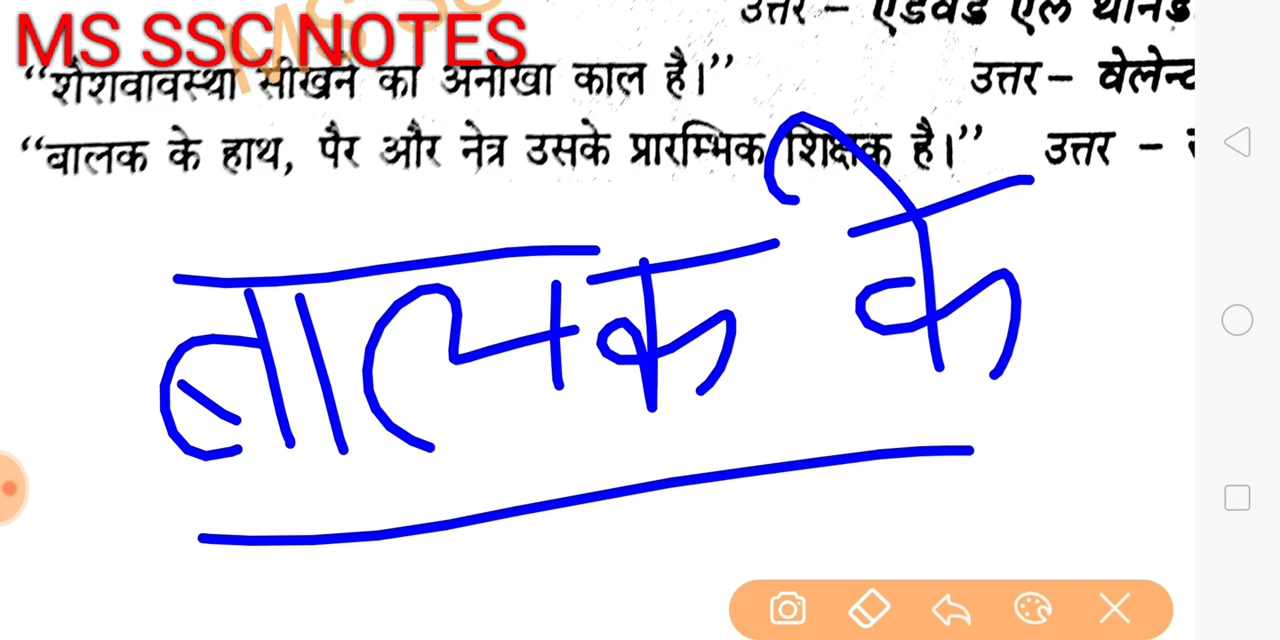 उत्तर – एडवर्ड एल थॉर्नड
MS SSC NOTES
“शैशवावस्था सीखने का अनोखा काल है।” उत्तर – वेलेन्ट
“बालक के हाथ, पैर और नेत्र उसके प्रारम्भिक शिक्षक है।” उत्तर –
बालक के